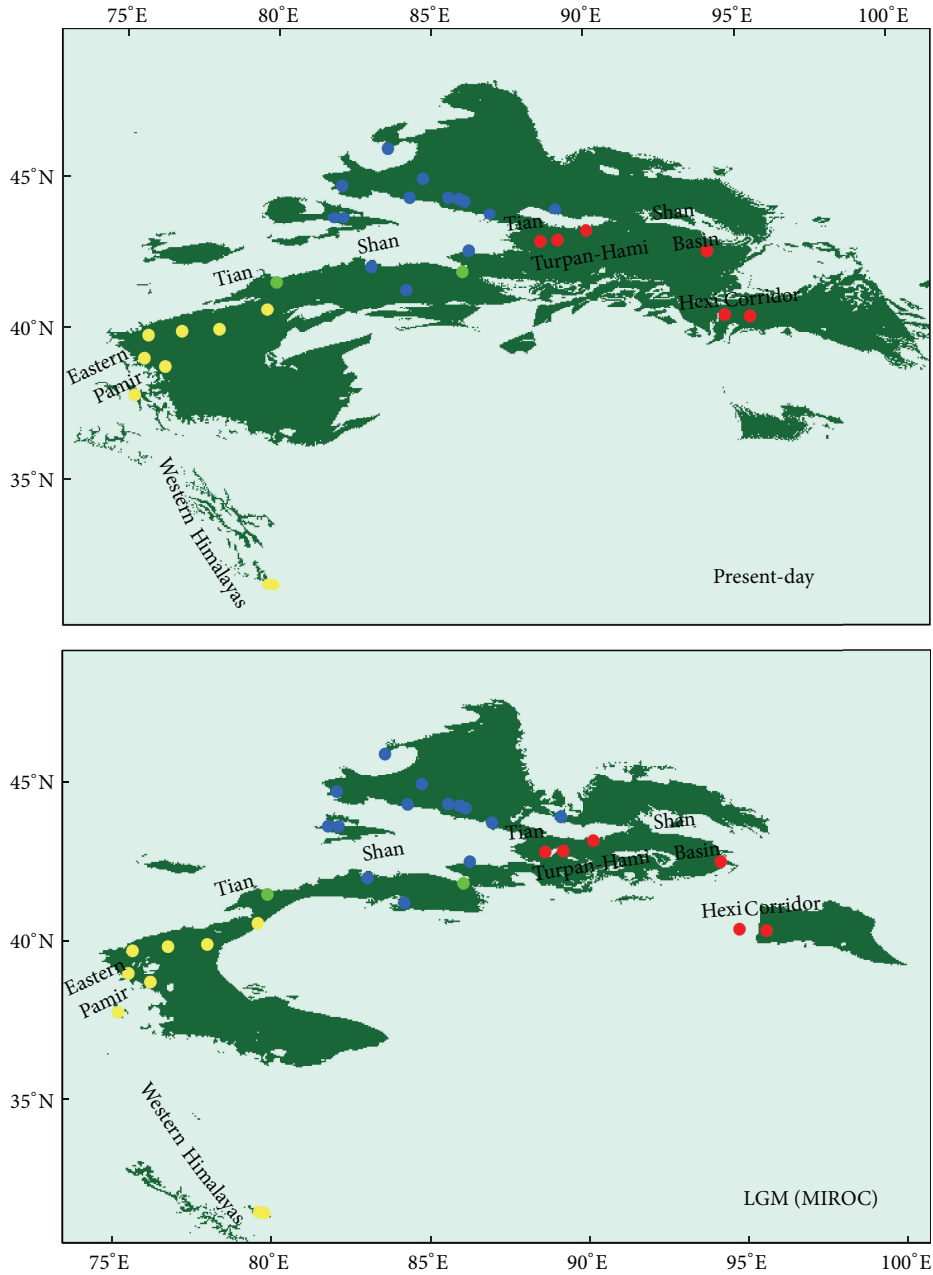 75°E 80°E 85°E 90°E 95°E 100°E
45°N
40°N
35°N
Tian
Shan
Shan
Turpan-Hami
Basin
Tian
Hexi Corridor
Eastern
Pamir
Western Himalayas
Present-day
45°N
40°N
35°N
Tian
Shan
Shan
Turpan-Hami
Basin
Tian
Hexi Corridor
Eastern
Pamir
Western Himalayas
LGM (MIROC)
75°E 80°E 85°E 90°E 95°E 100°E